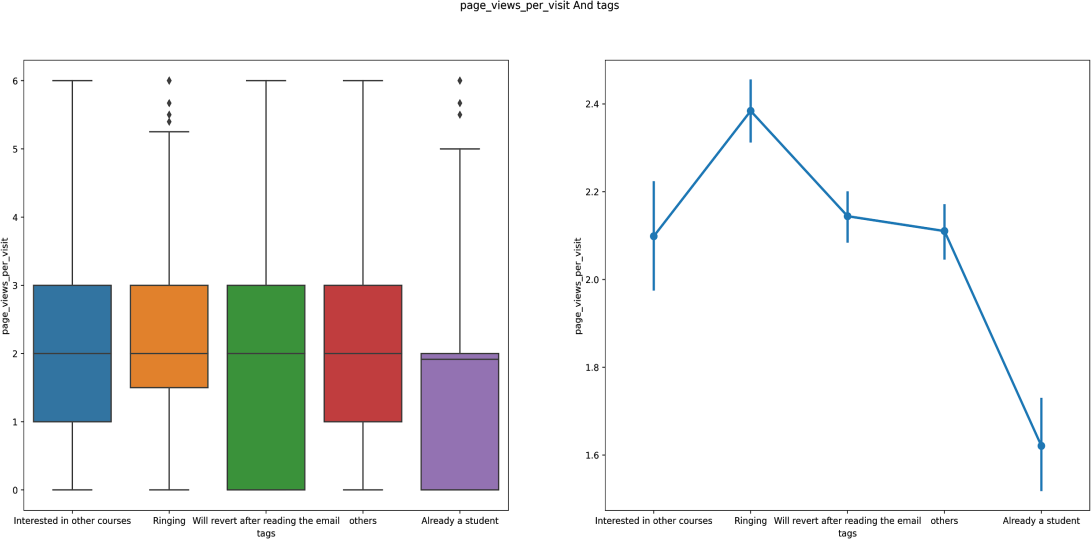 page_views_per_visit And tags
page_views_per_visit
6
5
4
3
2
1
0
Interested in other courses
Ringing
Will revert after reading the email
others
Already a student
tags
page_views_per_visit
2.4
2.2
2.0
1.8
1.6
Interested in other courses
Ringing
Will revert after reading the email
others
Already a student
tags